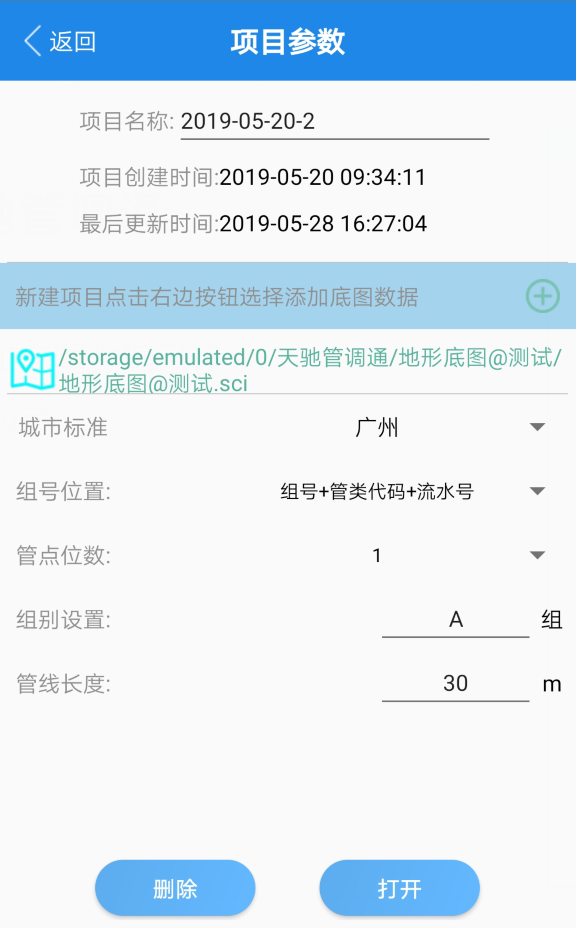 返回 项目参数
项目名称: 2019-05-20-2
项目创建时间:2019-05-20 09:34:11
最后更新时间:2019-05-28 16:27:04
新建项目点击右边按钮选择添加底图数据
/storage/emulated/0/天驰管调通/地形底图@测试/
地形底图@测试.sci
城市标准 广州
组号位置: 组号+管类代码+流水号
管点位数: 1
组别设置: A 组
管线长度: 30 m
删除 打开